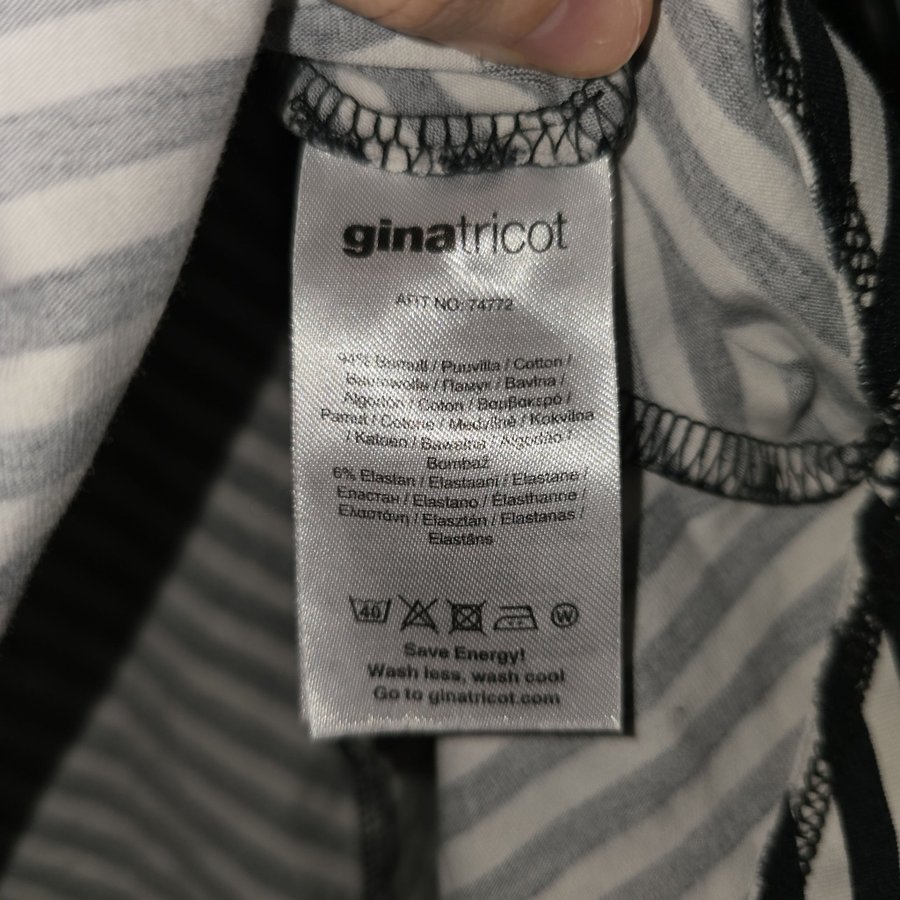 ginatricot
ART NO: 74772
94% Bomull / Puuvilla / Cotton /
Baumwolle / Памук / Bavlna /
Algodón / Coton / Βαμβακερό /
Pamut / Cotone / Medvilnė / Kokvilna
/ Katoen / Bawełna / Algodão /
Bombaž
6% Elastan / Elastaani / Elastane /
Еластан / Elastano / Élasthanne /
Ελαστάνη / Elasztán / Elastanas /
Elastāns
40 W
Save Energy!
Wash less, wash cool
Go to ginatricot.com